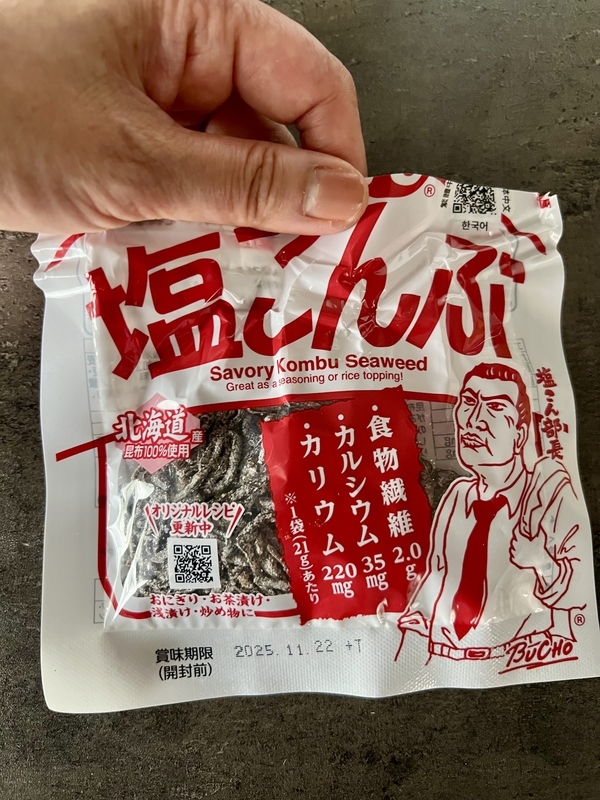 ®
中文
한국어
塩こんぶ
Savory Kombu Seaweed
Great as a seasoning or rice topping!
北海道産
昆布100%使用
オリジナルレシピ
更新中
おにぎり・お茶漬け・
浅漬け・炒め物に
・食物繊維 2.0g
・カルシウム 35mg
・カリウム 220mg
※1袋(21g)あたり
塩こん部長
®
BUCHO
賞味期限
(開封前)
2025.11.22 +T